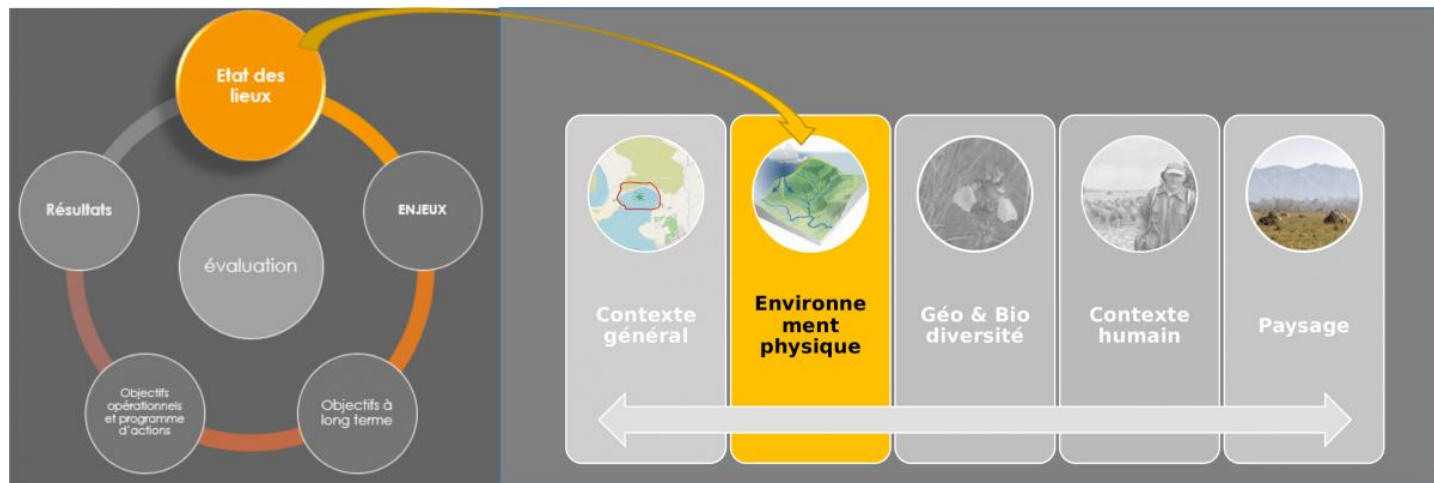 Etat des
lieux
Résultats
ENJEUX
évaluation
Objectifs
opérationnels
et programme
d'actions
Objectifs à
long terme
Contexte
général
Environne
ment
physique
Géo & Bio
diversité
Contexte
humain
Paysage